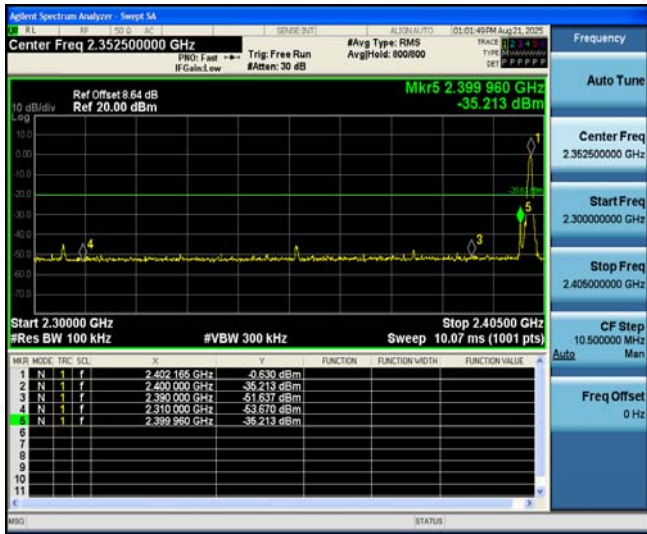 Agilent Spectrum Analyzer - Swept SA
RL RF 50 Ω AC SENSE:INT ALIGNAUTO 01:01:49PM Aug 21, 2025
Center Freq 2.352500000 GHz
PNO: Fast
IFGain:Low
Trig: Free Run
#Atten: 30 dB
#Avg Type: RMS
Avg|Hold: 800/800
TRACE 1 2 3 4 5 6
TYPE
DET P P P P P P
Frequency
Auto Tune
Center Freq
2.352500000 GHz
Start Freq
2.300000000 GHz
Stop Freq
2.405000000 GHz
CF Step
10.500000 MHz
Auto Man
Freq Offset
0 Hz
Mkr5 2.399 960 GHz
-35.213 dBm
Ref Offset 8.64 dB
Ref 20.00 dBm
10 dB/div
Log
10.0
0.00
-10.0
-20.0
-30.0
-40.0
-50.0
-60.0
-70.0
1
5
3
4
Start 2.30000 GHz
Stop 2.40500 GHz
#Res BW 100 kHz
#VBW 300 kHz
Sweep 10.07 ms (1001 pts)
MKR MODE TRC SCL X Y FUNCTION FUNCTION WIDTH FUNCTION VALUE
1 N 1 f 2.402 165 GHz -0.630 dBm
2 N 1 f 2.400 000 GHz -35.213 dBm
3 N 1 f 2.390 000 GHz -51.637 dBm
4 N 1 f 2.310 000 GHz -53.670 dBm
5 N 1 f 2.399 960 GHz -35.213 dBm
6
7
8
9
10
11
MSG
STATUS